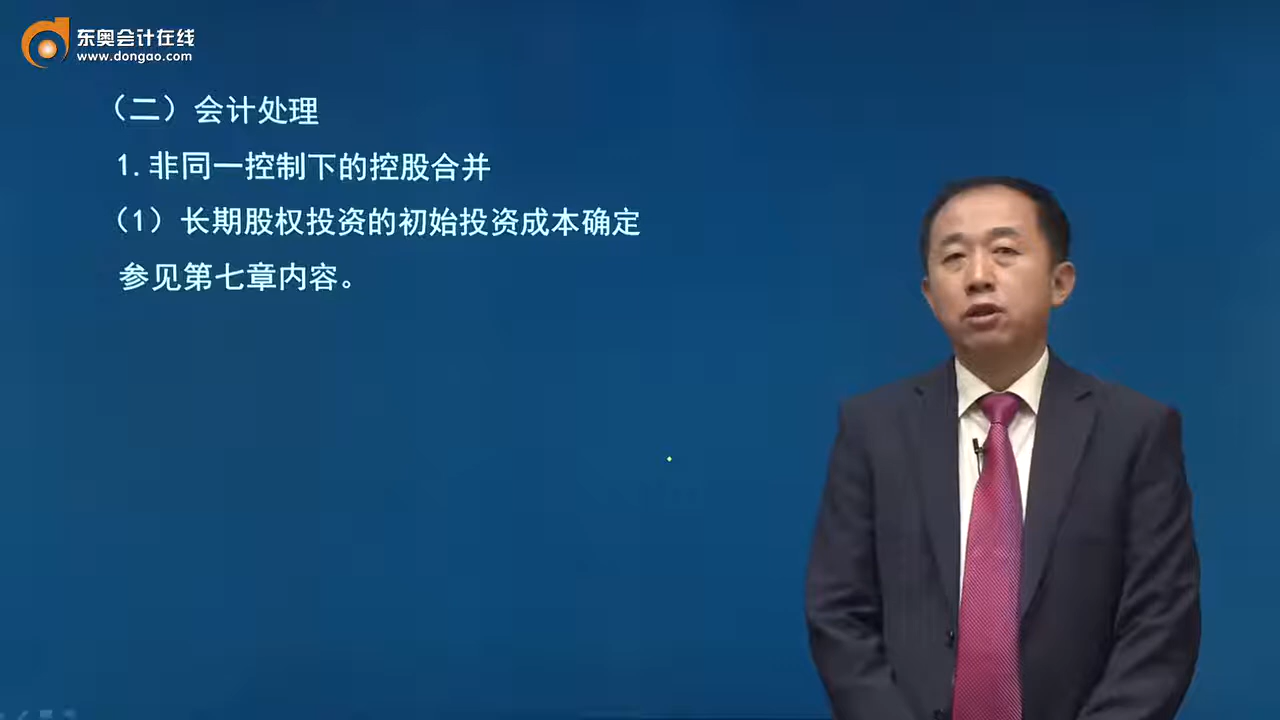 东奥会计在线
www.dongao.com
（二）会计处理
1.非同一控制下的控股合并
（1）长期股权投资的初始投资成本确定
参见第七章内容。